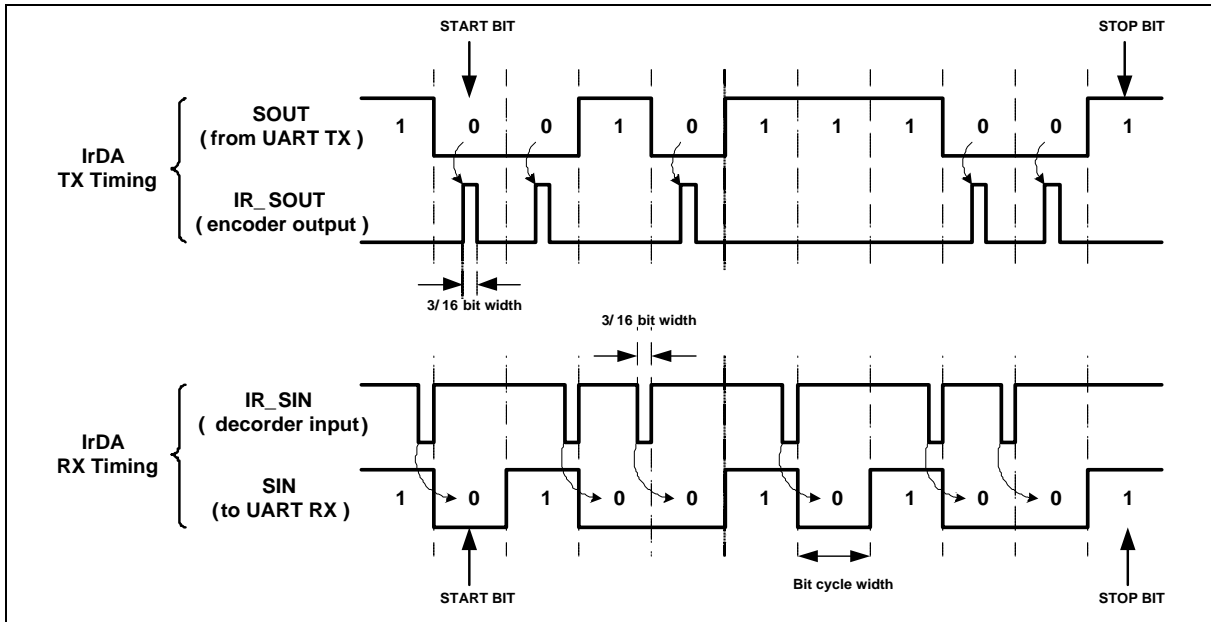 START BIT
STOP BIT
IrDA
TX Timing
SOUT
( from UART TX )
1 0 0 1 0 1 1 1 0 0 1
IR_SOUT
( encoder output )
3/ 16 bit width
3/ 16 bit width
IrDA
RX Timing
IR_SIN
( decorder input)
SIN
(to UART RX )
1 0 1 0 0 1 0 1 0 0 1
Bit cycle width
START BIT
STOP BIT